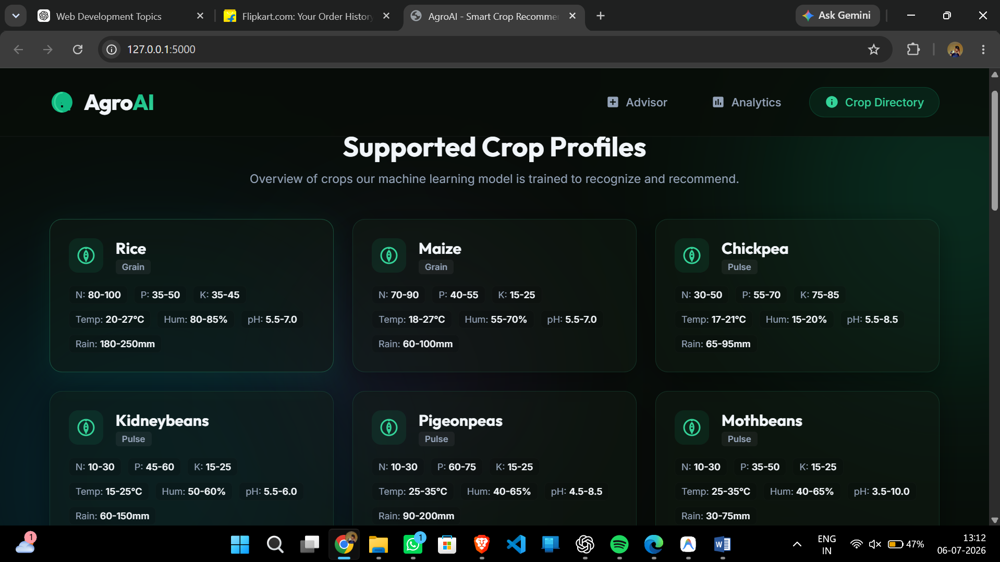 Web Development Topics
Flipkart.com: Your Order History
AgroAI - Smart Crop Recomme
Ask Gemini
127.0.0.1:5000
AgroAI
Advisor
Analytics
Crop Directory
Supported Crop Profiles
Overview of crops our machine learning model is trained to recognize and recommend.
Rice
Grain
N: 80-100 P: 35-50 K: 35-45
Temp: 20-27°C Hum: 80-85% pH: 5.5-7.0
Rain: 180-250mm
Maize
Grain
N: 70-90 P: 40-55 K: 15-25
Temp: 18-27°C Hum: 55-70% pH: 5.5-7.0
Rain: 60-100mm
Chickpea
Pulse
N: 30-50 P: 55-70 K: 75-85
Temp: 17-21°C Hum: 15-20% pH: 5.5-8.5
Rain: 65-95mm
Kidneybeans
Pulse
N: 10-30 P: 45-60 K: 15-25
Temp: 15-25°C Hum: 50-60% pH: 5.5-6.0
Rain: 60-150mm
Pigeonpeas
Pulse
N: 10-30 P: 60-75 K: 15-25
Temp: 25-35°C Hum: 40-65% pH: 4.5-8.5
Rain: 90-200mm
Mothbeans
Pulse
N: 10-30 P: 35-50 K: 15-25
Temp: 25-35°C Hum: 40-65% pH: 3.5-10.0
Rain: 30-75mm
1
1
W
ENG
IN
47%
13:12
06-07-2026